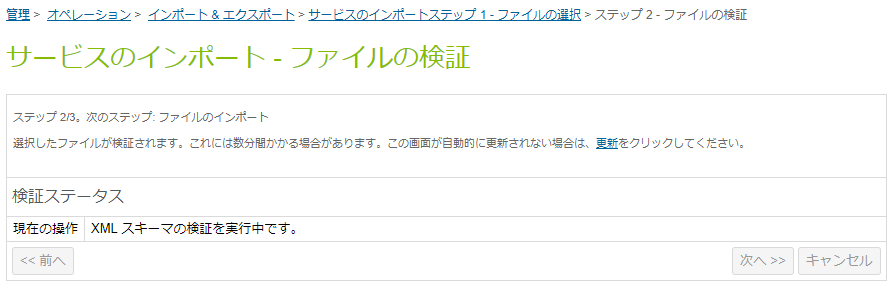 管理 > オペレーション > インポート & エクスポート > サービスのインポートステップ 1 - ファイルの選択 > ステップ 2 - ファイルの検証
サービスのインポート - ファイルの検証
ステップ 2/3。次のステップ: ファイルのインポート
選択したファイルが検証されます。これには数分間かかる場合があります。この画面が自動的に更新されない場合は、更新をクリックしてください。
検証ステータス
現在の操作 XML スキーマの検証を実行中です。
<< 前へ 次へ >> キャンセル